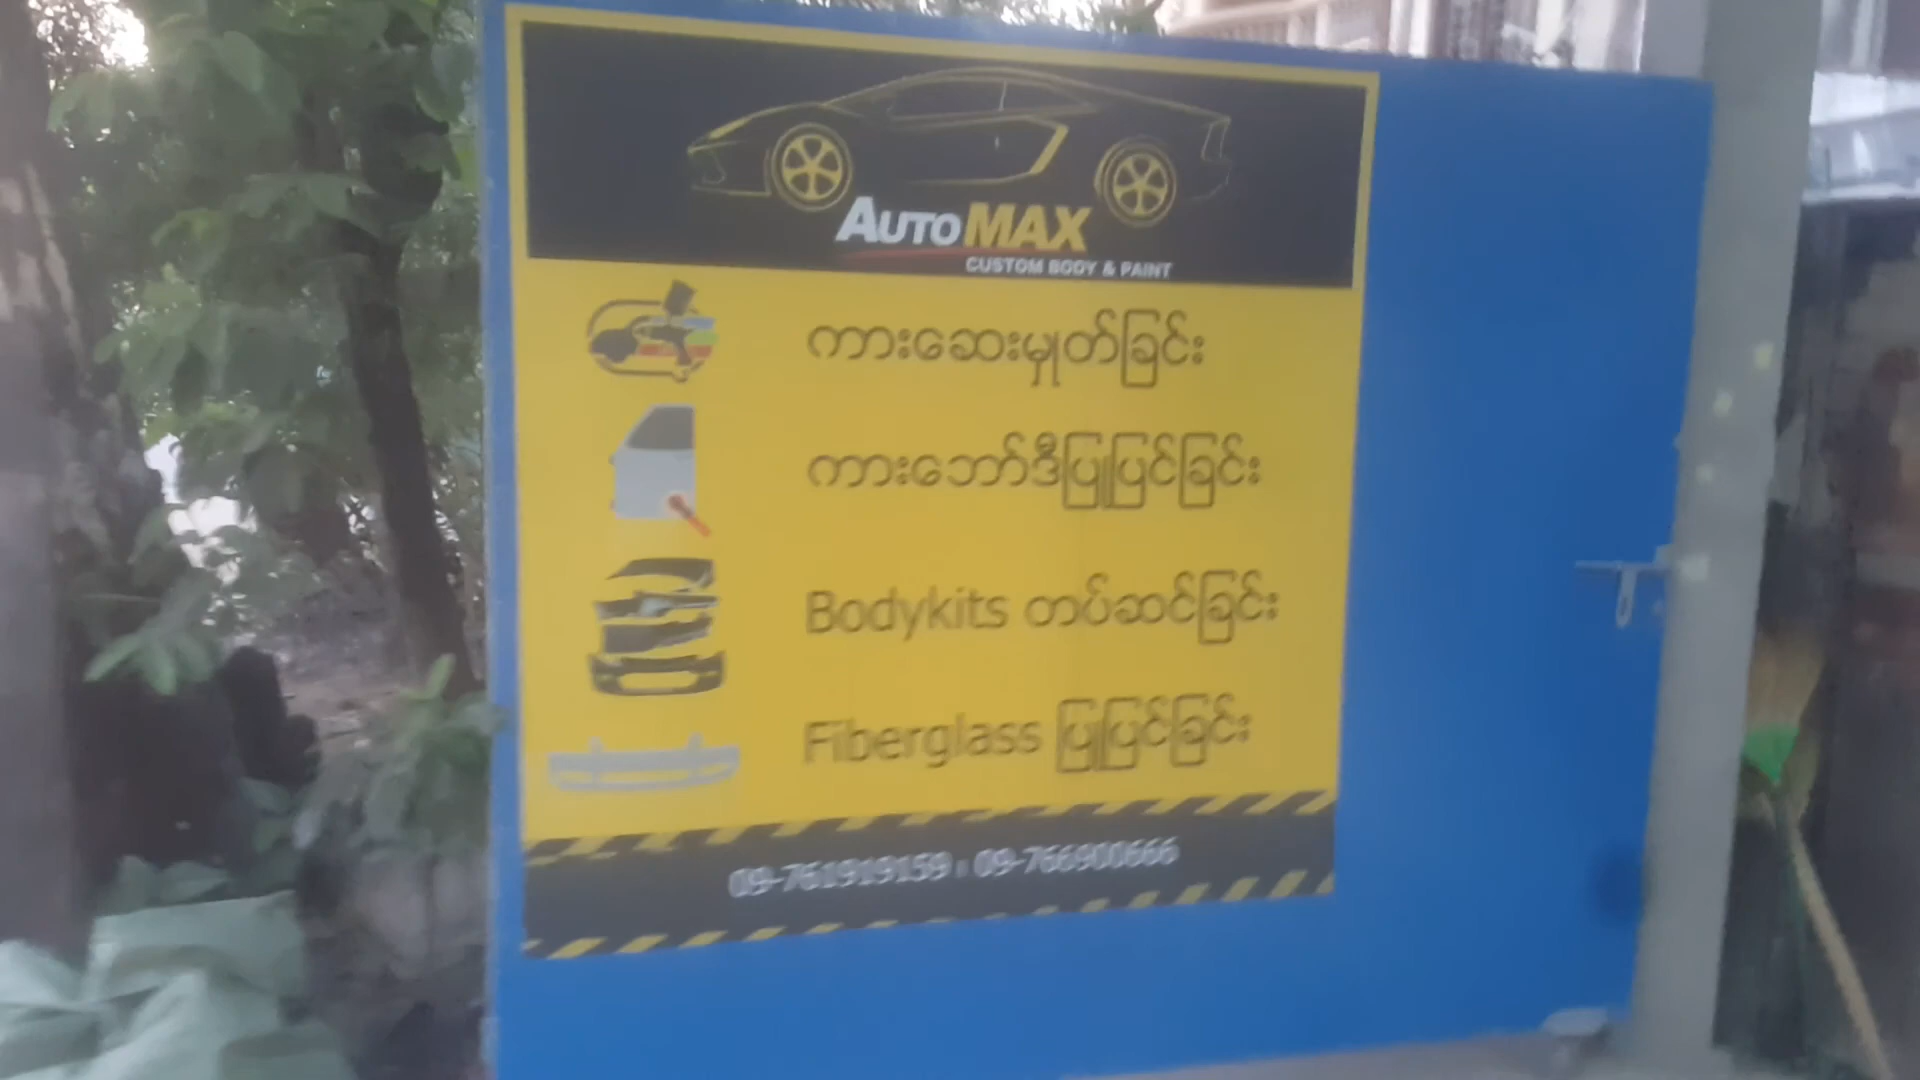 AUTOMAX
CUSTOM BODY & PAINT
ကားဆေးမှုတ်ခြင်း
ကားဘော်ဒီပြုပြင်ခြင်း
Bodykits တပ်ဆင်ခြင်း
Fiberglass ပြုပြင်ခြင်း
09-761919159 ၊ 09-766900666